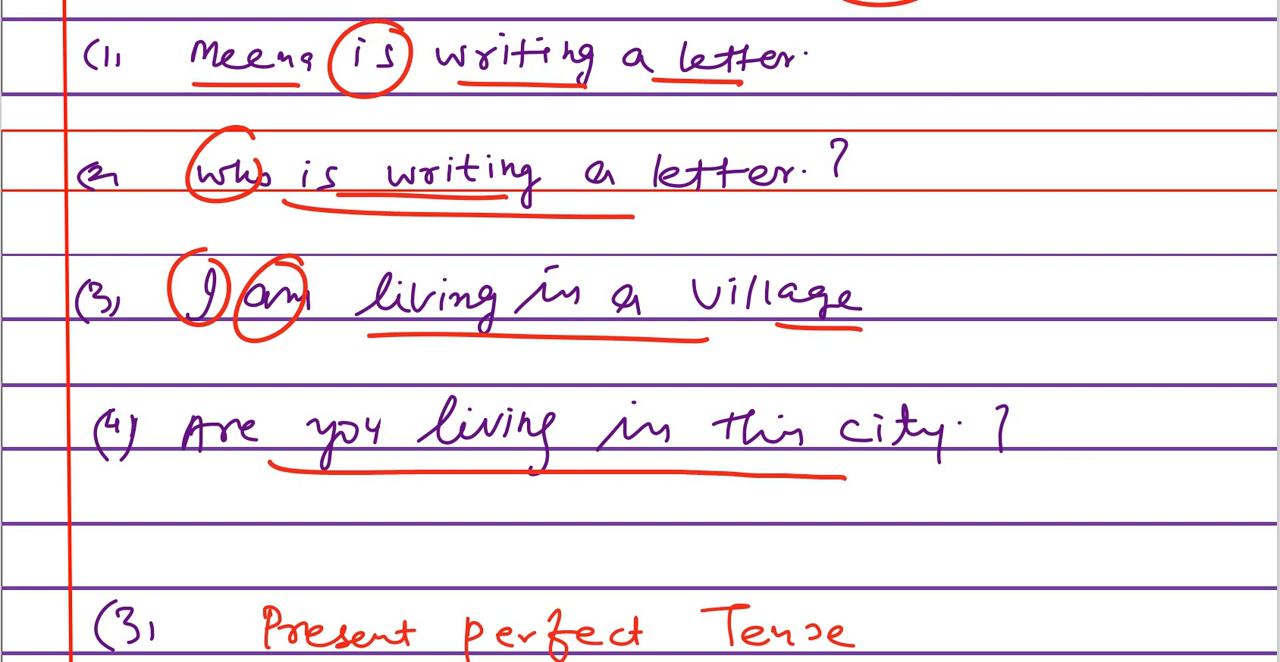 (1, Meena is writing a letter.
(2, who is writing a letter.?
(3, I am living in a village
(4) Are you living in this city.?
(3, Present perfect Tense